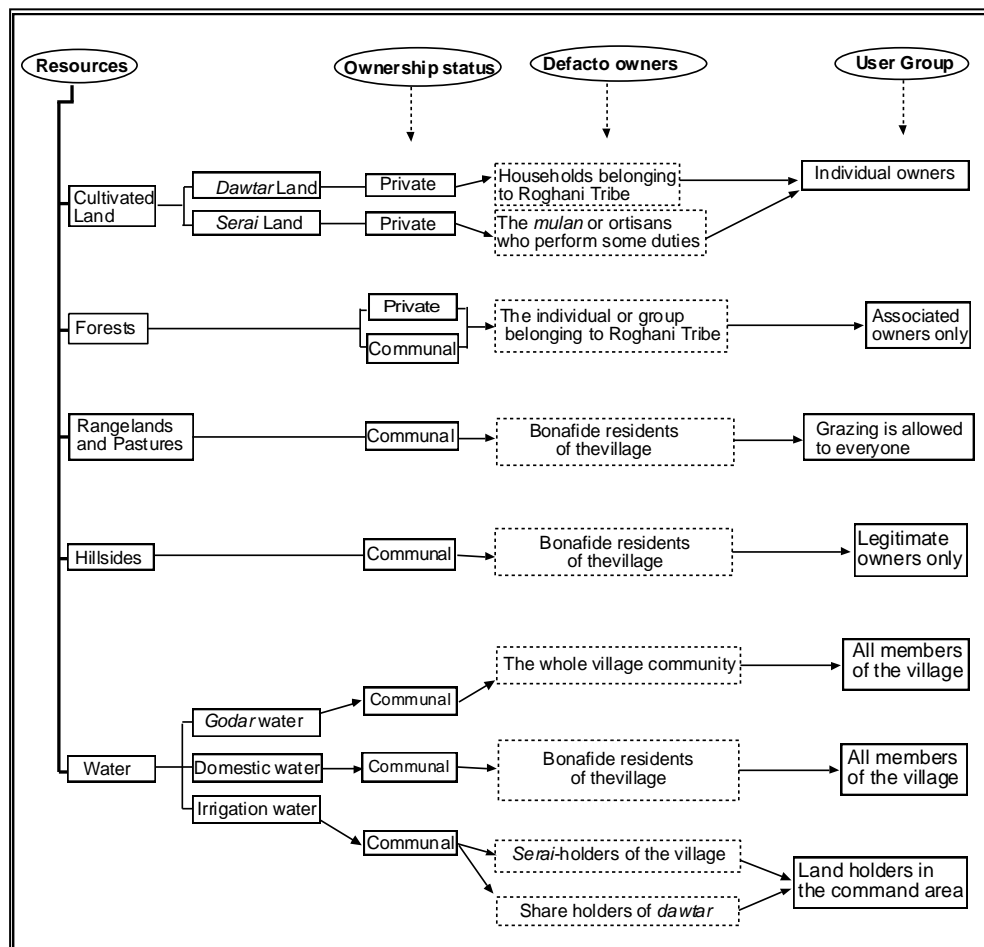 Resources
Ownership status
Defacto owners
User Group
Cultivated
Land
Dawtar Land
Private
Households belonging
to Roghani Tribe
Individual owners
Serai Land
Private
The mulan or ortisans
who perform some duties
Forests
Private
Communal
The individual or group
belonging to Roghani Tribe
Associated
owners only
Rangelands
and Pastures
Communal
Bonafide residents
of thevillage
Grazing is allowed
to everyone
Hillsides
Communal
Bonafide residents
of thevillage
Legitimate
owners only
Water
Godar water
Communal
The whole village community
All members
of the village
Domestic water
Communal
Bonafide residents
of thevillage
All members
of the village
Irrigation water
Communal
Serai-holders of the village
Share holders of dawtar
Land holders in
the command area